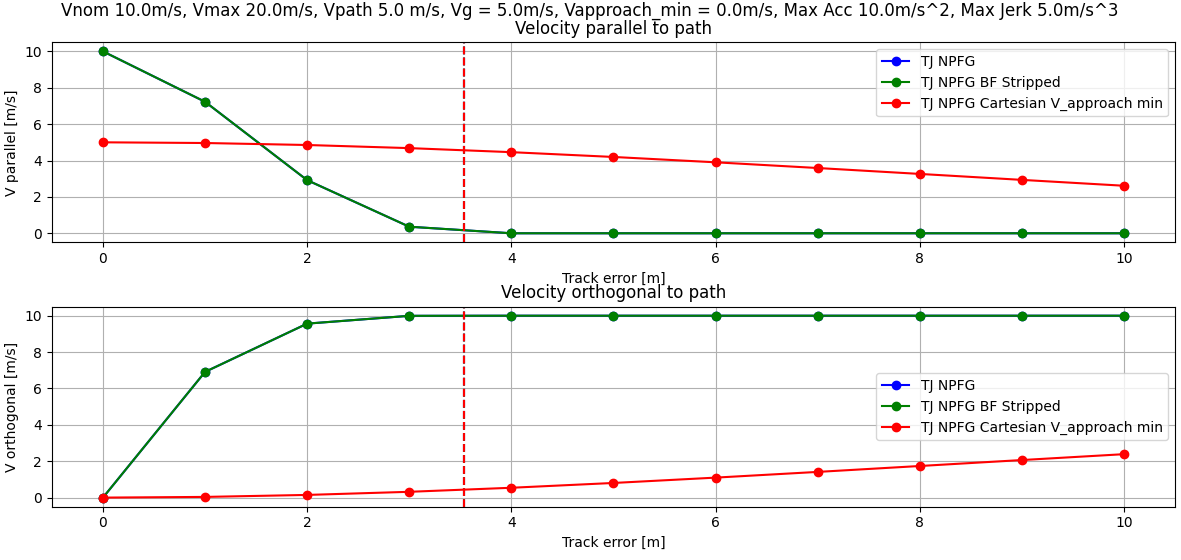 Vnom 10.0m/s, Vmax 20.0m/s, Vpath 5.0 m/s, Vg = 5.0m/s, Vapproach_min = 0.0m/s, Max Acc 10.0m/s^2, Max Jerk 5.0m/s^3
Velocity parallel to path
V parallel [m/s]
10
8
6
4
2
0
TJ NPFG
TJ NPFG BF Stripped
TJ NPFG Cartesian V_approach min
0 2 4 6 8 10
Track error [m]
Velocity orthogonal to path
V orthogonal [m/s]
10
8
6
4
2
0
TJ NPFG
TJ NPFG BF Stripped
TJ NPFG Cartesian V_approach min
0 2 4 6 8 10
Track error [m]